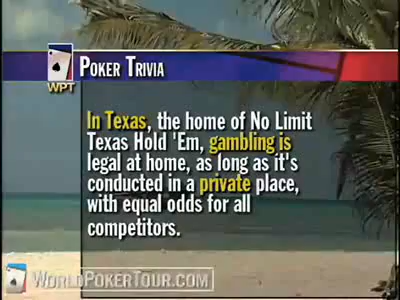 POKER TRIVIA
WPT
In Texas, the home of No Limit
Texas Hold 'Em, gambling is
legal at home, as long as it's
conducted in a private place,
with equal odds for all
competitors.
WORLDPOKERTOUR.COM